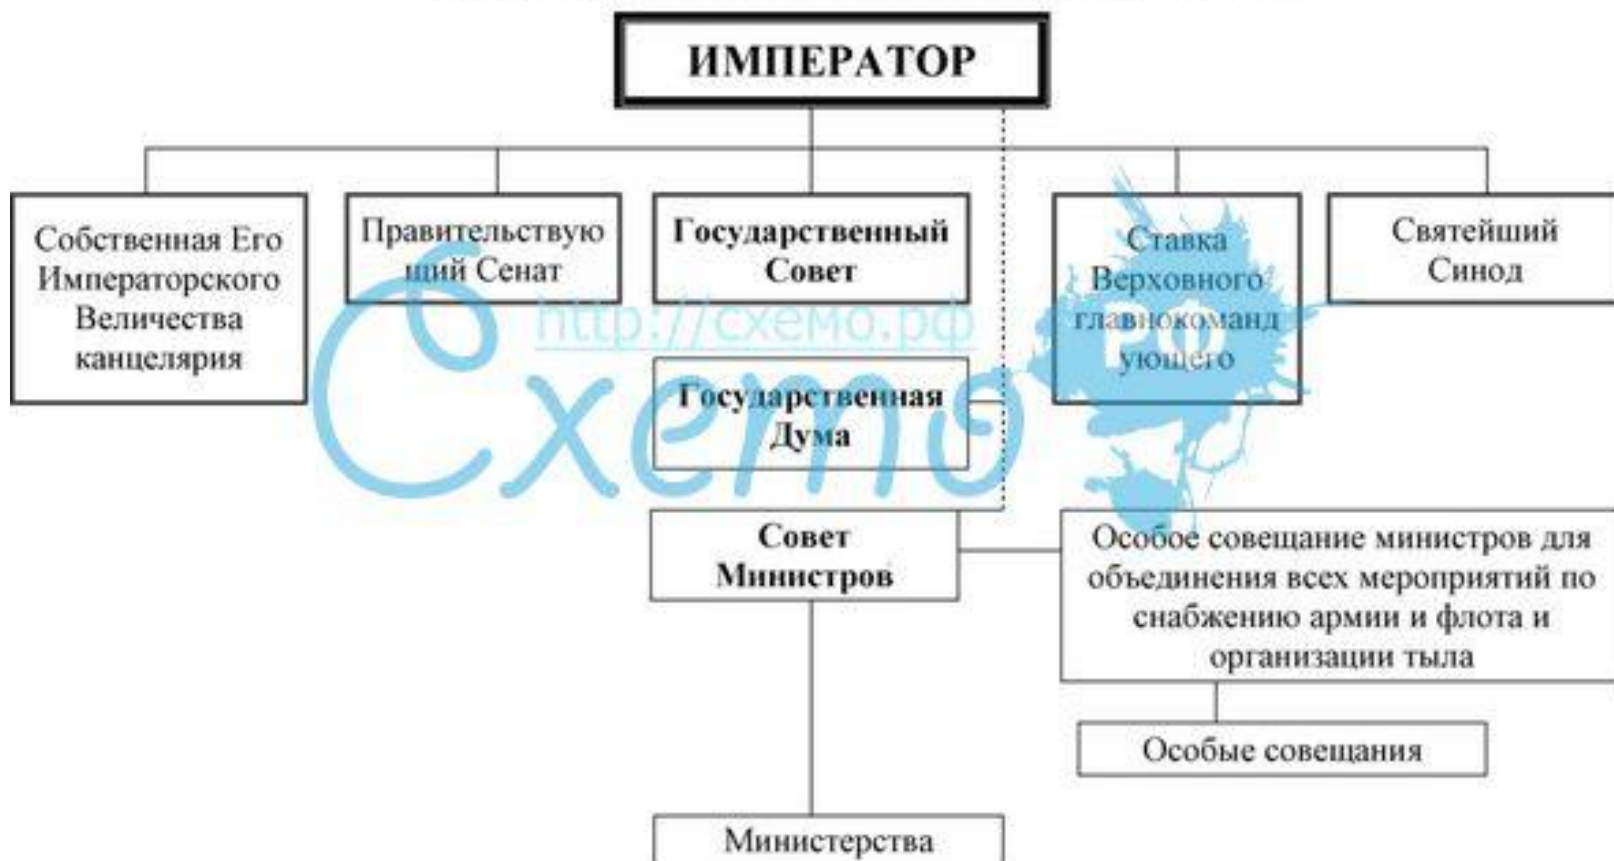 ИМПЕРАТОР
Собственная Его
Императорского
Величества
канцелярия
Правительствую
щий Сенат
Государственный
Совет
Ставка
Верховного
главнокоманд
ующего
Святейший
Синод
http://схемо.рф
Схемо
РФ
Государственная
Дума
Совет
Министров
Особое совещание министров для
объединения всех мероприятий по
снабжению армии и флота и
организации тыла
Особые совещания
Министерства